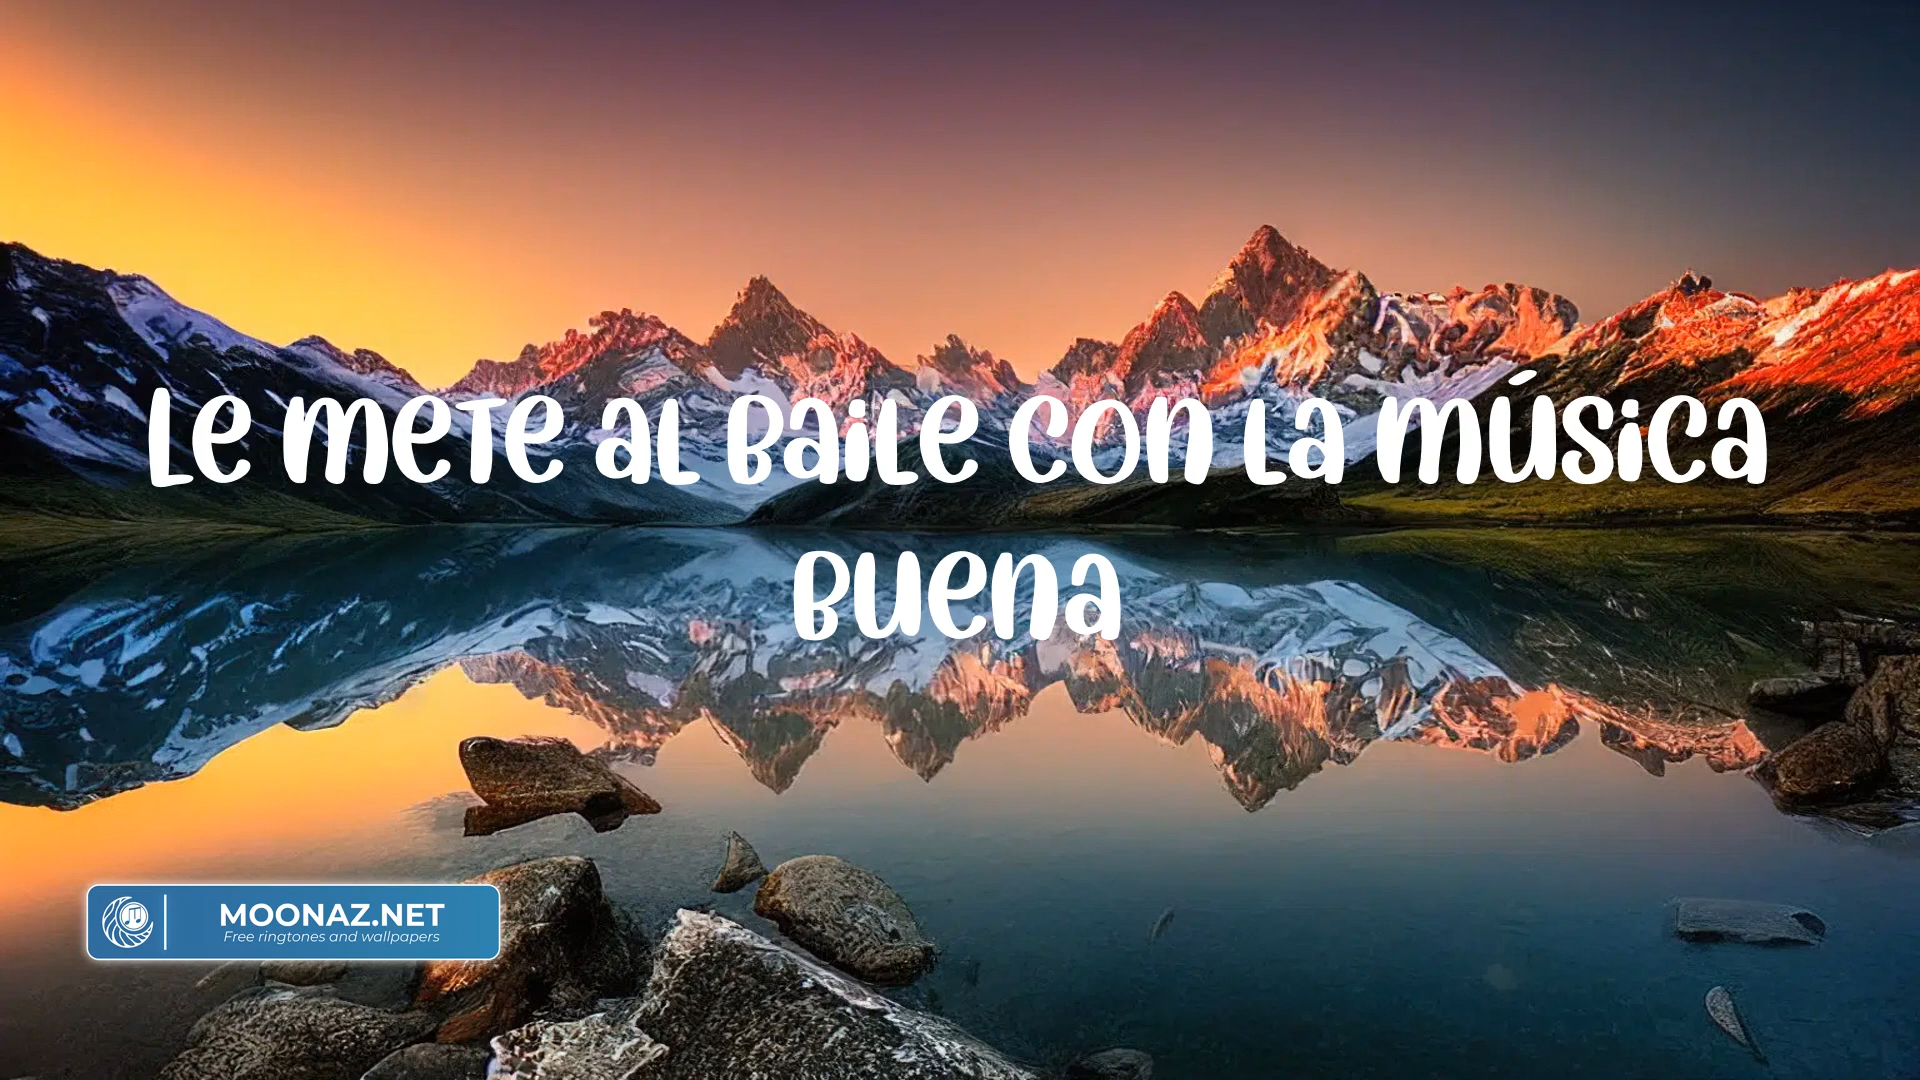 Le mete al baile con la música
buena
MOONAZ.NET
Free ringtones and wallpapers